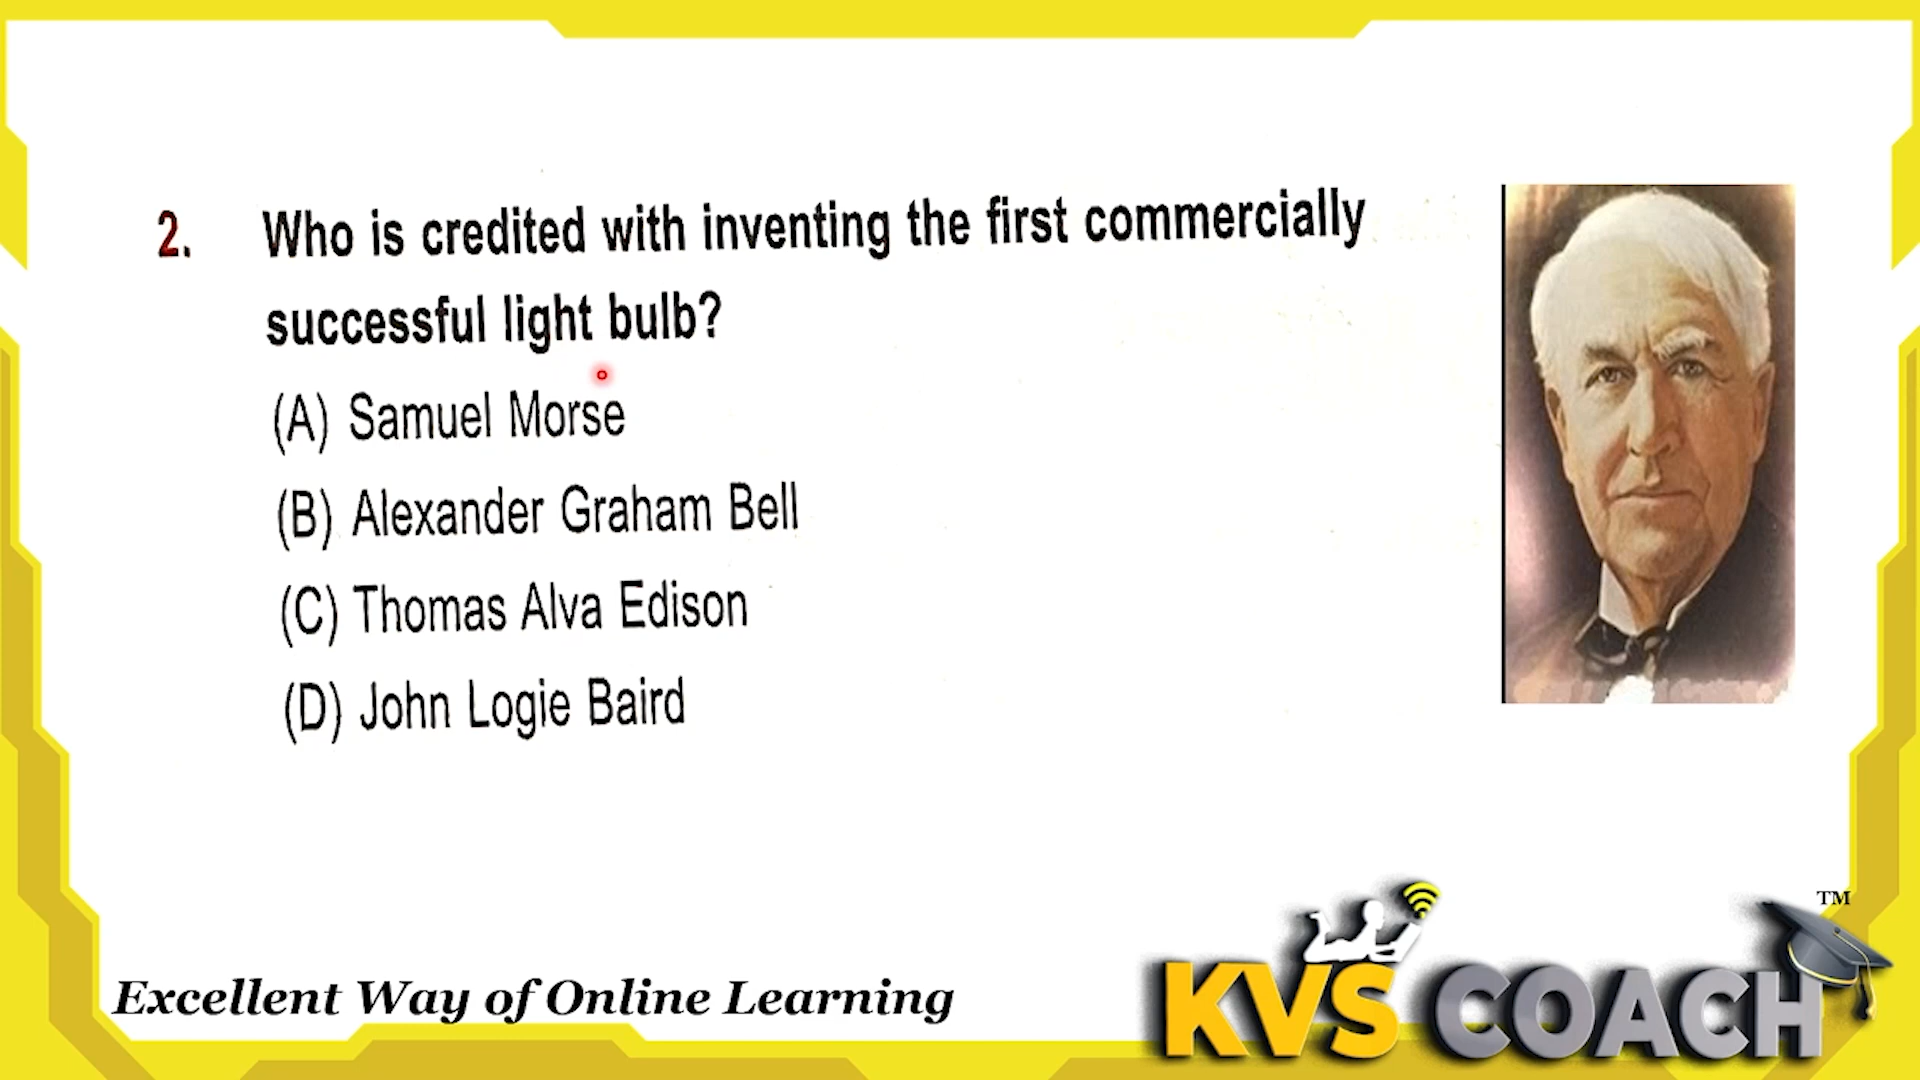 2. Who is credited with inventing the first commercially
successful light bulb?
(A) Samuel Morse
(B) Alexander Graham Bell
(C) Thomas Alva Edison
(D) John Logie Baird
Excellent Way of Online Learning
KVS COACH TM